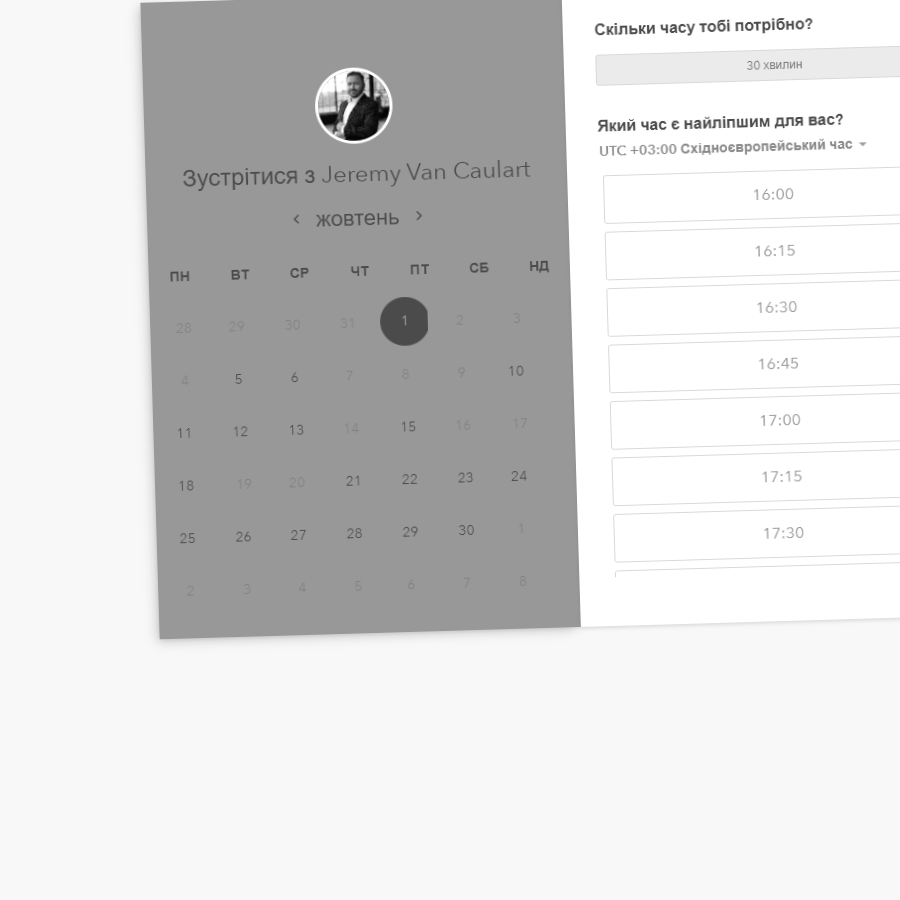 Зустрітися з Jeremy Van Caulart
‹ жовтень ›
ПН ВТ СР ЧТ ПТ СБ НД
28 29 30 31 1 2 3
4 5 6 7 8 9 10
11 12 13 14 15 16 17
18 19 20 21 22 23 24
25 26 27 28 29 30 1
2 3 4 5 6 7 8
Скільки часу тобі потрібно?
30 хвилин
Який час є найліпшим для вас?
UTC +03:00 Східноєвропейський час
16:00
16:15
16:30
16:45
17:00
17:15
17:30